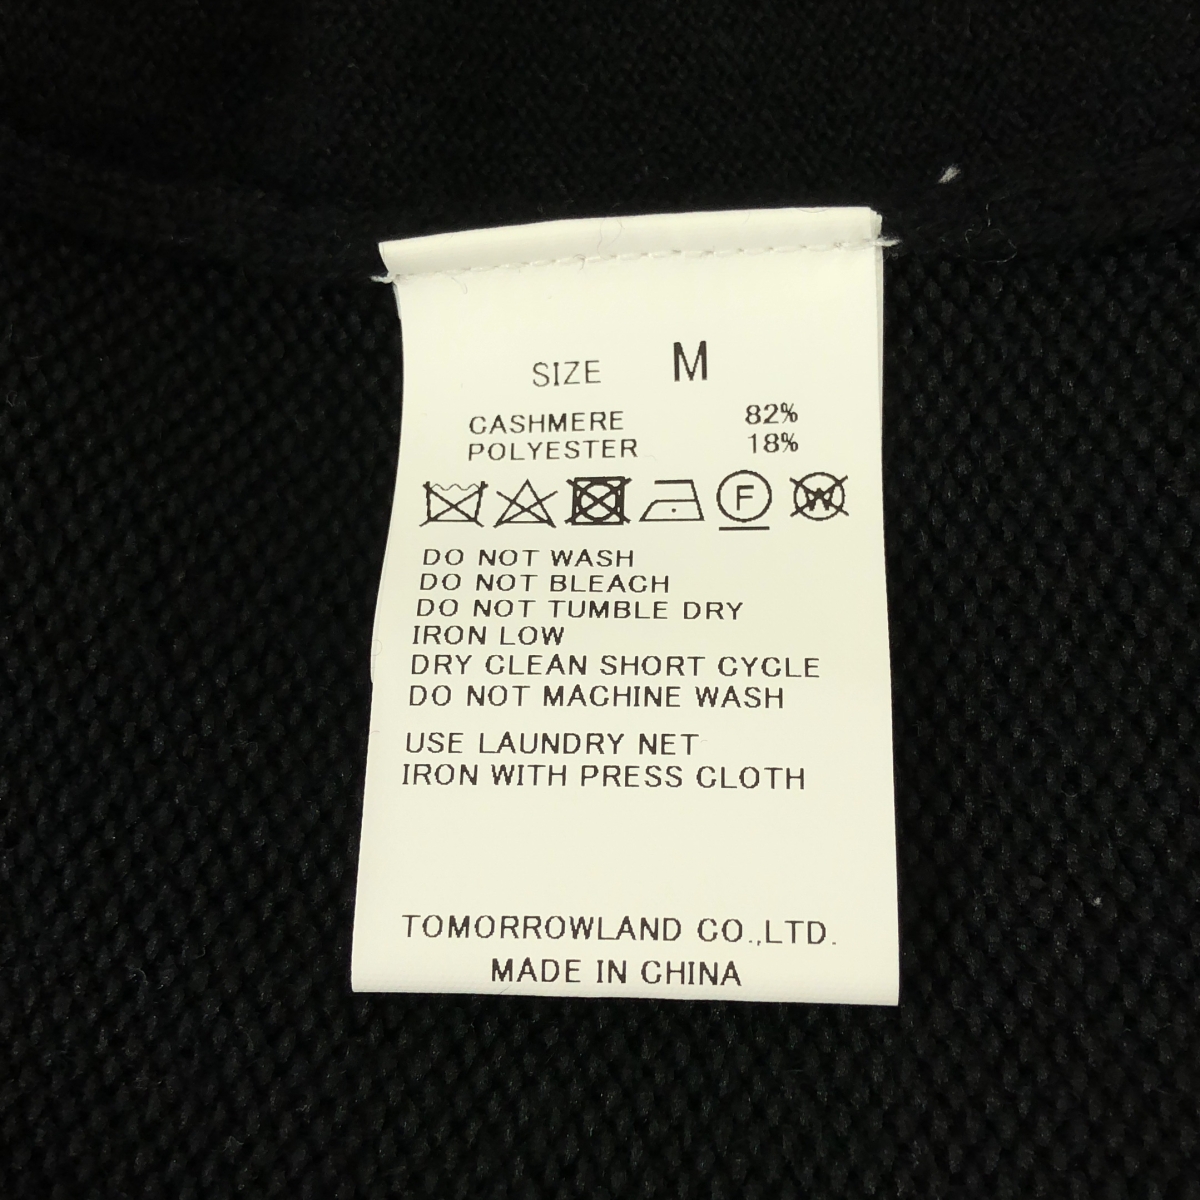 SIZE M
CASHMERE 82%
POLYESTER 18%
F W
DO NOT WASH
DO NOT BLEACH
DO NOT TUMBLE DRY
IRON LOW
DRY CLEAN SHORT CYCLE
DO NOT MACHINE WASH
USE LAUNDRY NET
IRON WITH PRESS CLOTH
TOMORROWLAND CO.,LTD.
MADE IN CHINA